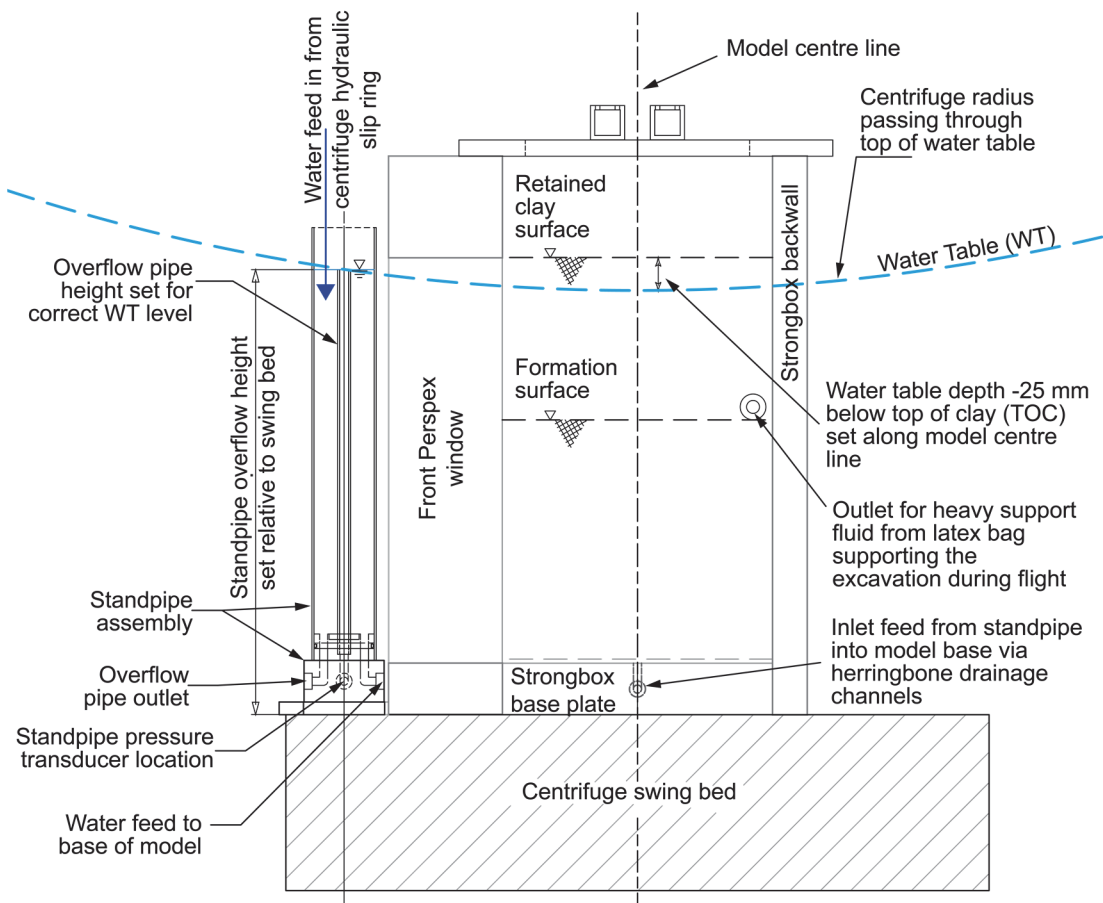 Water feed in from
centrifuge hydraulic
slip ring
Model centre line
Centrifuge radius
passing through
top of water table
Retained
clay
surface
Water Table (WT)
Strongbox backwall
Overflow pipe
height set for
correct WT level
Standpipe overflow height
set relative to swing bed
Front Perspex
window
Formation
surface
Water table depth -25 mm
below top of clay (TOC)
set along model centre
line
Outlet for heavy support
fluid from latex bag
supporting the
excavation during flight
Standpipe
assembly
Inlet feed from standpipe
into model base via
herringbone drainage
channels
Overflow
pipe outlet
Strongbox
base plate
Standpipe pressure
transducer location
Centrifuge swing bed
Water feed to
base of model